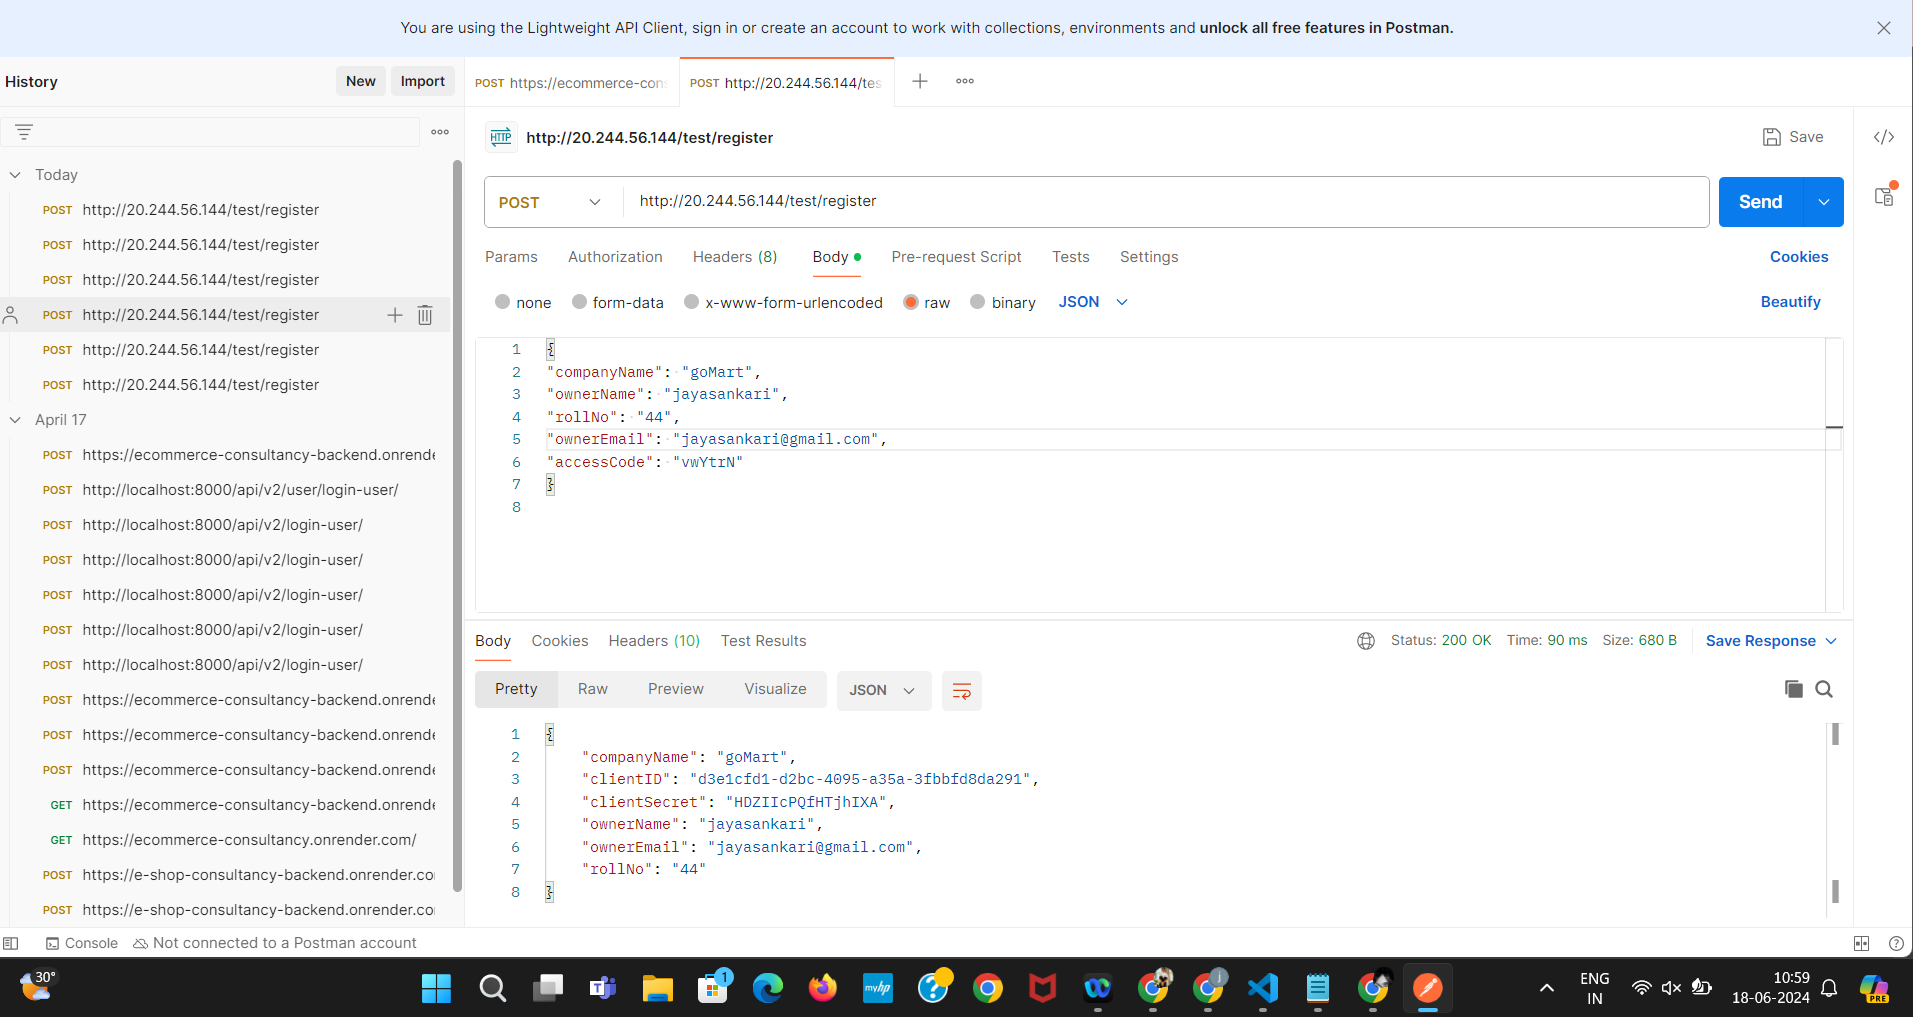 You are using the Lightweight API Client, sign in or create an account to work with collections, environments and unlock all free features in Postman.
History
New
Import
POST https://ecommerce-con
POST http://20.244.56.144/tes
HTTP http://20.244.56.144/test/register
Save
Today
POST http://20.244.56.144/test/register
POST http://20.244.56.144/test/register
POST http://20.244.56.144/test/register
POST http://20.244.56.144/test/register
POST http://20.244.56.144/test/register
POST http://20.244.56.144/test/register
April 17
POST https://ecommerce-consultancy-backend.onrende
POST http://localhost:8000/api/v2/user/login-user/
POST http://localhost:8000/api/v2/login-user/
POST http://localhost:8000/api/v2/login-user/
POST http://localhost:8000/api/v2/login-user/
POST http://localhost:8000/api/v2/login-user/
POST http://localhost:8000/api/v2/login-user/
POST https://ecommerce-consultancy-backend.onrende
POST https://ecommerce-consultancy-backend.onrende
POST https://ecommerce-consultancy-backend.onrende
GET https://ecommerce-consultancy-backend.onrende
GET https://ecommerce-consultancy.onrender.com/
POST https://e-shop-consultancy-backend.onrender.co
POST https://e-shop-consultancy-backend.onrender.co
POST
http://20.244.56.144/test/register
Send
Params Authorization Headers (8) Body Pre-request Script Tests Settings
Cookies
none form-data x-www-form-urlencoded raw binary JSON
Beautify
1 {
2 "companyName": "goMart",
3 "ownerName": "jayasankari",
4 "rollNo": "44",
5 "ownerEmail": "jayasankari@gmail.com",
6 "accessCode": "vwYtrN"
7 }
8
Body Cookies Headers (10) Test Results
Status: 200 OK Time: 90 ms Size: 680 B
Save Response
Pretty Raw Preview Visualize JSON
1 {
2 "companyName": "goMart",
3 "clientID": "d3e1cfd1-d2bc-4095-a35a-3fbbfd8da291",
4 "clientSecret": "HDZIIcPQfHTjhIXA",
5 "ownerName": "jayasankari",
6 "ownerEmail": "jayasankari@gmail.com",
7 "rollNo": "44"
8 }
Console
Not connected to a Postman account
30°
T
1
myhp
?
i
ENG
IN
10:59
18-06-2024
PRE